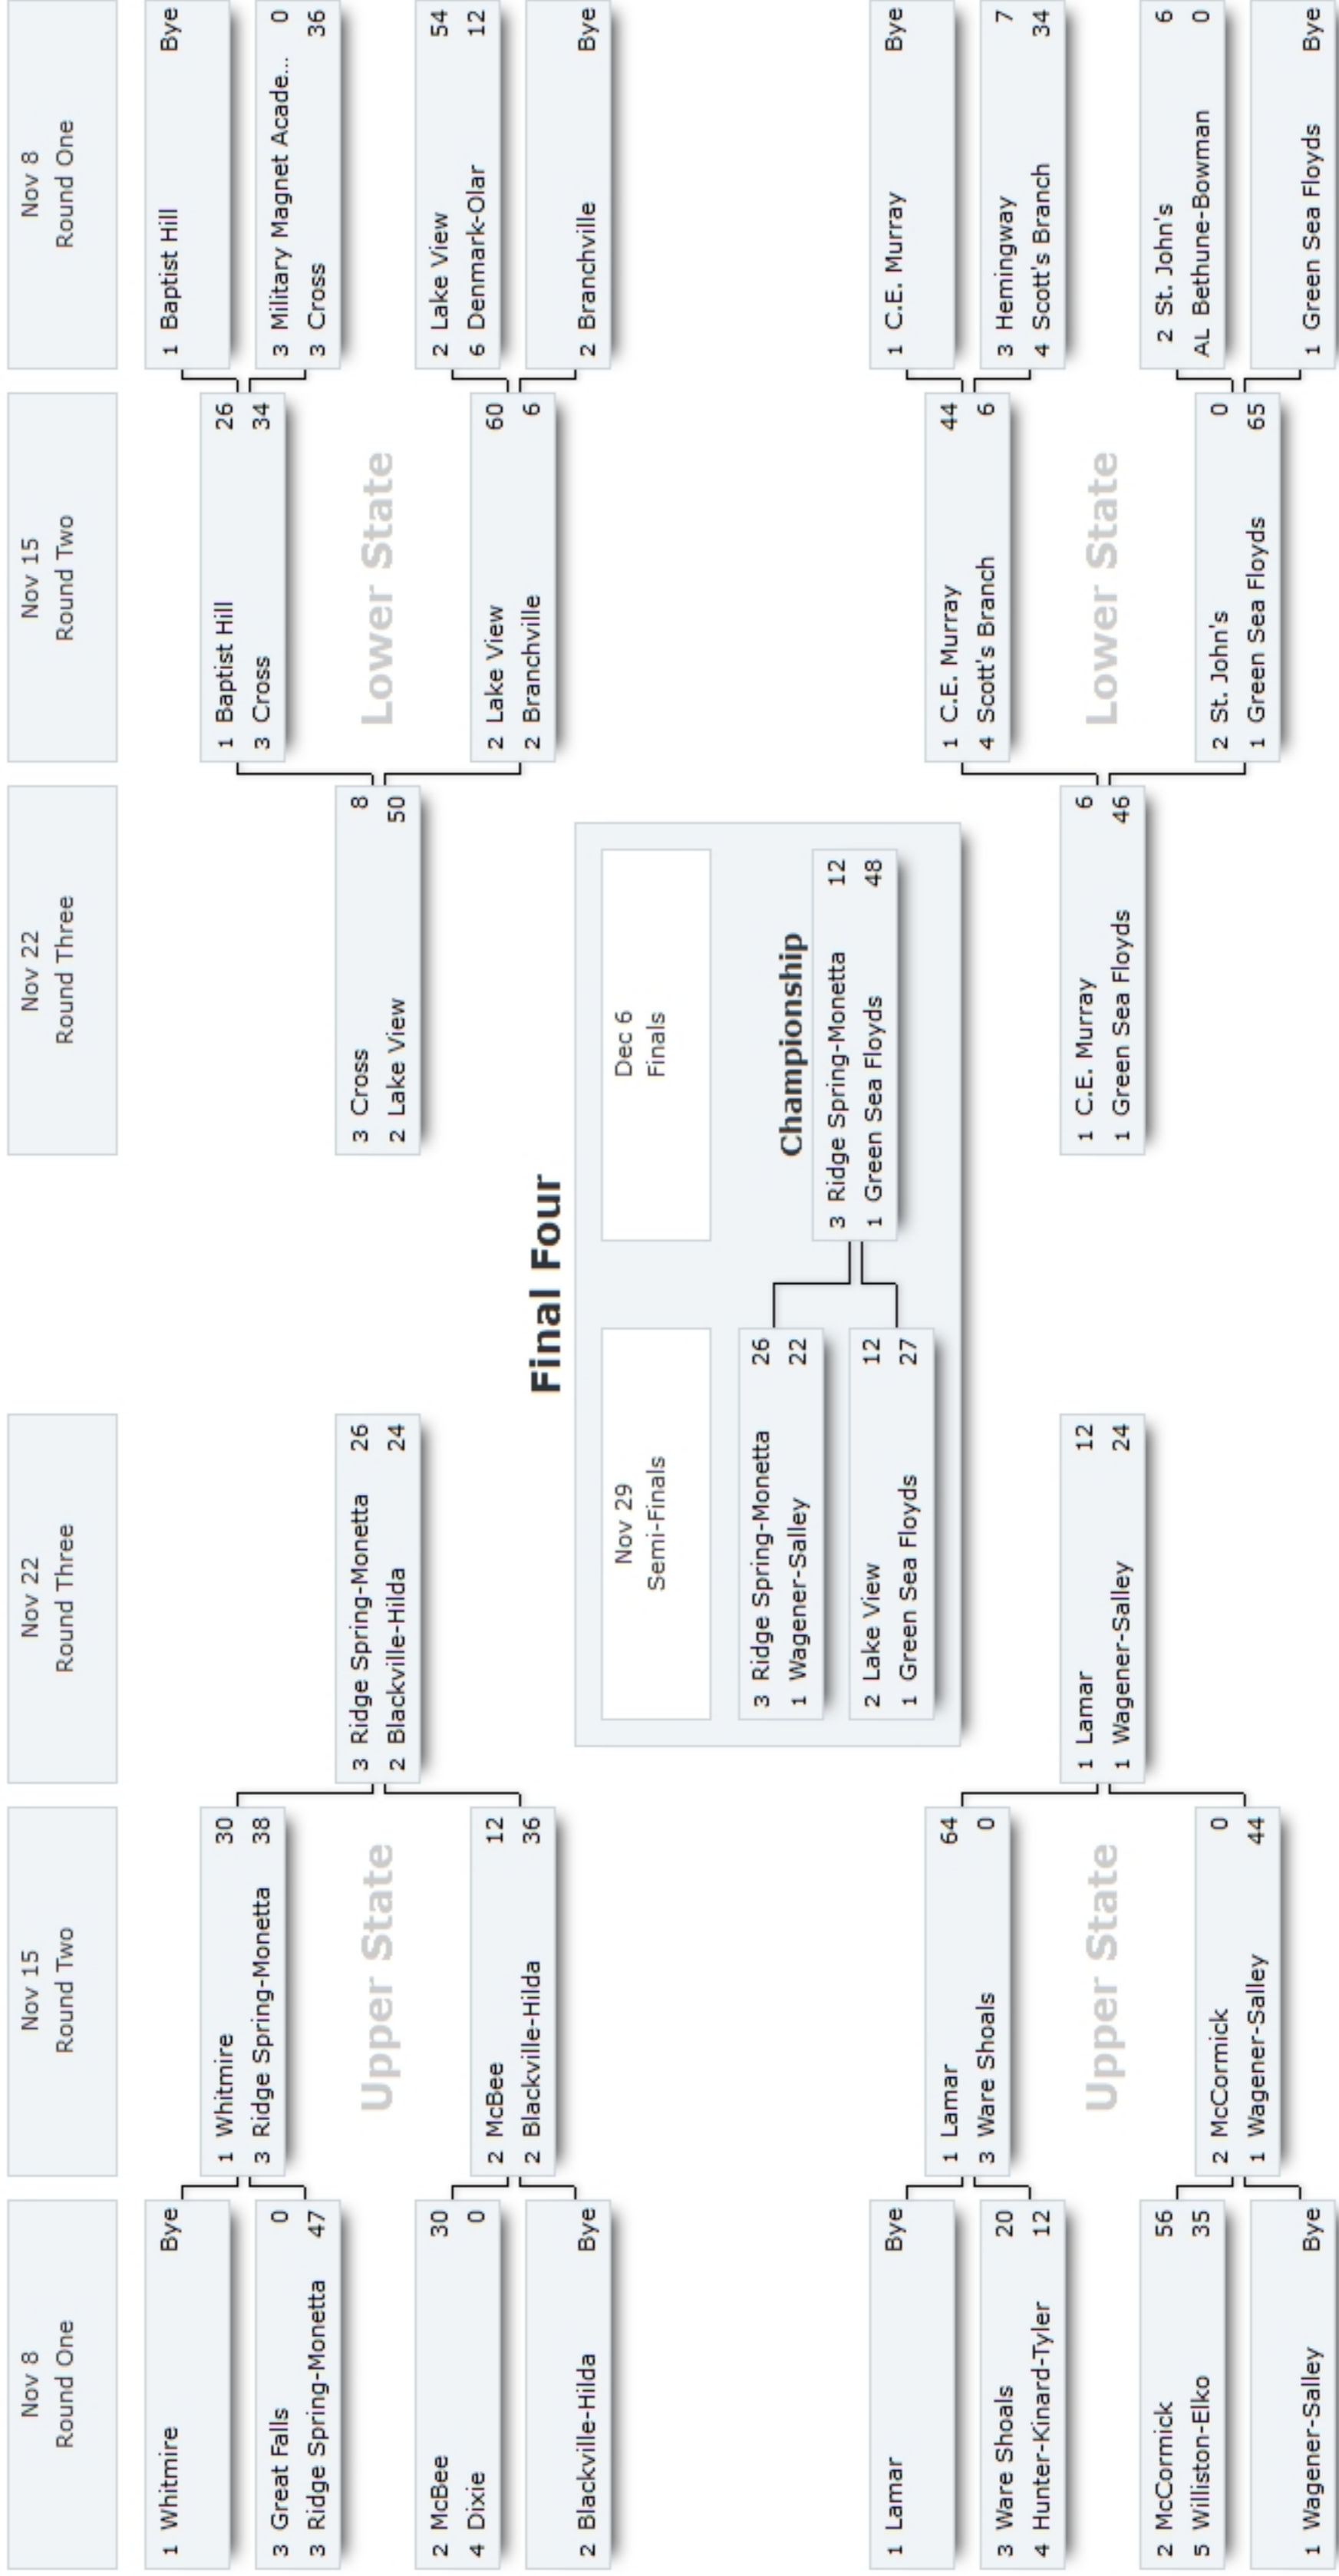 Nov 8
Round One
Nov 15
Round Two
Nov 22
Round Three
Nov 22
Round Three
Nov 15
Round Two
Nov 8
Round One
1 Whitmire Bye
3 Great Falls 0
3 Ridge Spring-Monetta 47
2 McBee 30
4 Dixie 0
2 Blackville-Hilda Bye
1 Lamar Bye
3 Ware Shoals 20
4 Hunter-Kinard-Tyler 12
2 McCormick 56
5 Williston-Elko 35
1 Wagener-Salley Bye
1 Whitmire 30
3 Ridge Spring-Monetta 38
Upper State
2 McBee 12
2 Blackville-Hilda 36
1 Lamar 64
3 Ware Shoals 0
Upper State
2 McCormick 0
1 Wagener-Salley 44
3 Ridge Spring-Monetta 26
2 Blackville-Hilda 24
1 Lamar 12
1 Wagener-Salley 24
Final Four
Nov 29
Semi-Finals
Dec 6
Finals
3 Ridge Spring-Monetta 26
1 Wagener-Salley 22
2 Lake View 12
1 Green Sea Floyds 27
Championship
3 Ridge Spring-Monetta 12
1 Green Sea Floyds 48
3 Cross 8
2 Lake View 50
1 C.E. Murray 6
1 Green Sea Floyds 46
1 Baptist Hill 26
3 Cross 34
Lower State
2 Lake View 60
2 Branchville 6
1 C.E. Murray 44
4 Scott's Branch 6
Lower State
2 St. John's 0
1 Green Sea Floyds 65
1 Baptist Hill Bye
3 Military Magnet Acade... 0
3 Cross 36
2 Lake View 54
6 Denmark-Olar 12
2 Branchville Bye
1 C.E. Murray Bye
3 Hemingway 7
4 Scott's Branch 34
2 St. John's 6
AL Bethune-Bowman 0
1 Green Sea Floyds Bye